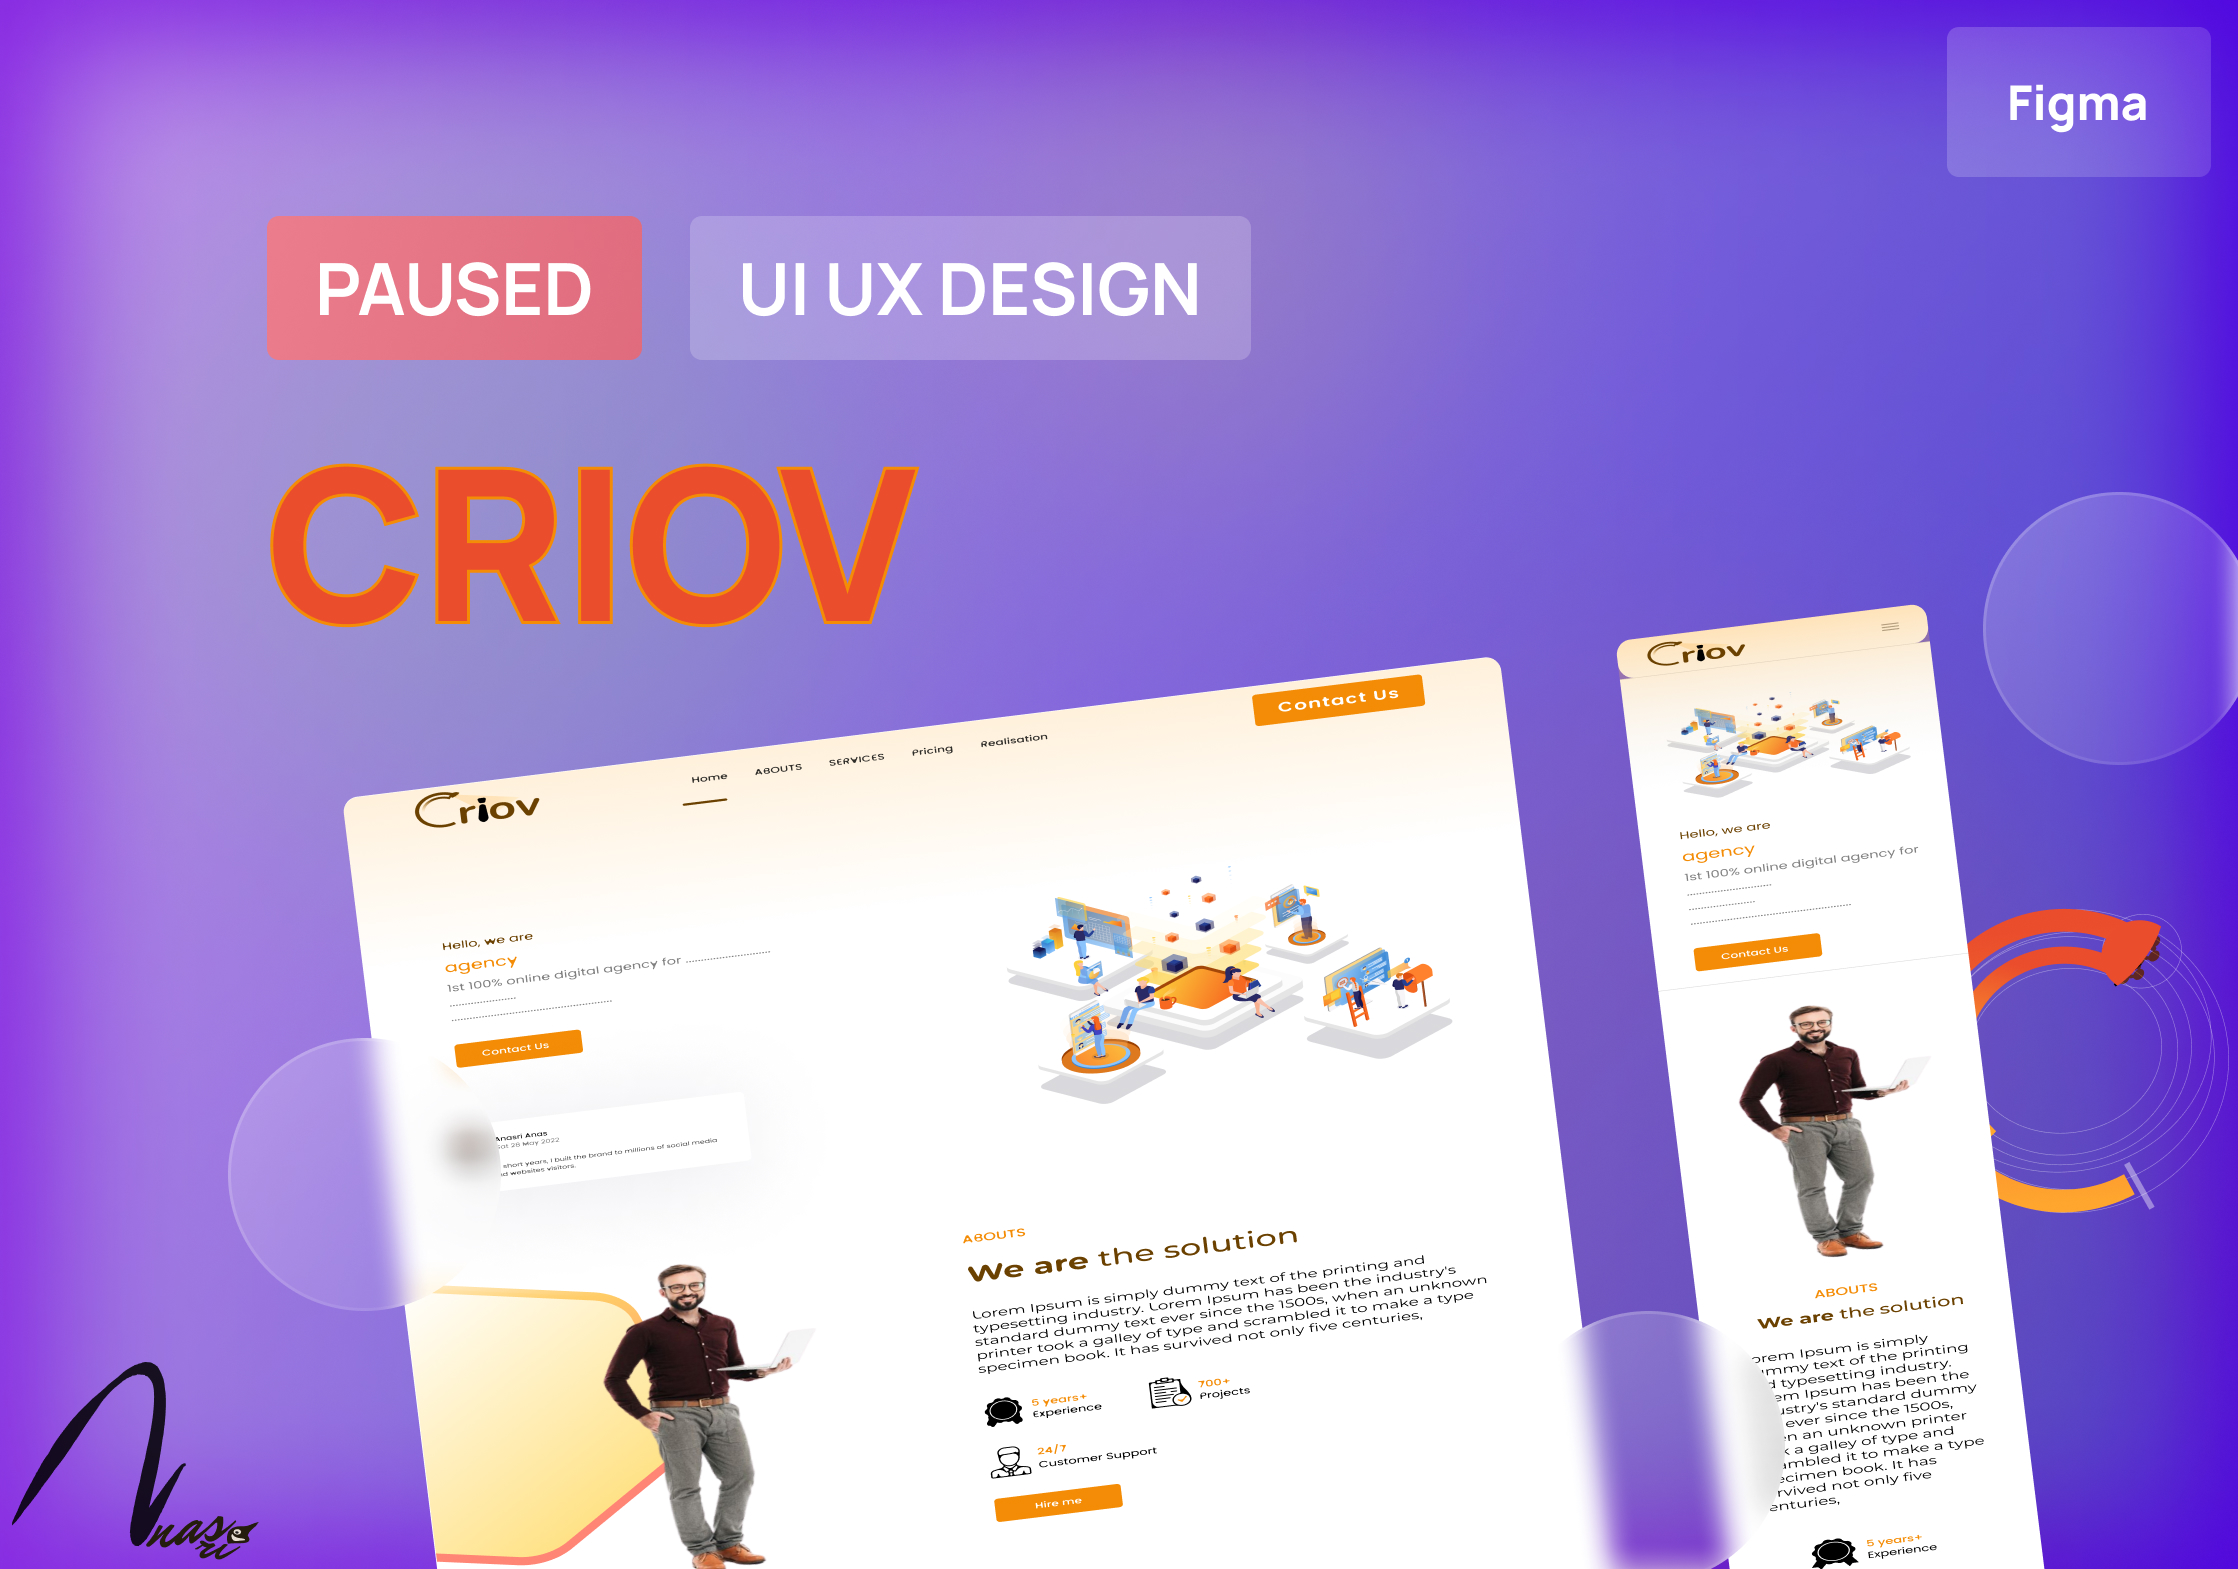 Figma
PAUSED
UI UX DESIGN
CRIOV
Criov
Home
ABOUTS
SERVICES
Pricing
Realisation
Contact Us
Hello, we are
agency
1st 100% online digital agency for ........................
...................
..............................................
Contact Us
Anasri Anas
Sat 28 May 2022
short years, I built the brand to millions of social media
websites visitors.
ABOUTS
We are the solution
Lorem Ipsum is simply dummy text of the printing and
typesetting industry. Lorem Ipsum has been the industry's
standard dummy text ever since the 1500s, when an unknown
printer took a galley of type and scrambled it to make a type
specimen book. It has survived not only five centuries,
5 years+
Experience
700+
Projects
24/7
Customer Support
Hire me
Criov
Hello, we are
agency
1st 100% online digital agency for
........................
...................
..............................................
Contact Us
ABOUTS
We are the solution
orem Ipsum is simply
mmy text of the printing
d typesetting industry.
em Ipsum has been the
ustry's standard dummy
ever since the 1500s,
n an unknown printer
k a galley of type and
ambled it to make a type
ecimen book. It has
rvived not only five
enturies,
5 years+
Experience
Anasri